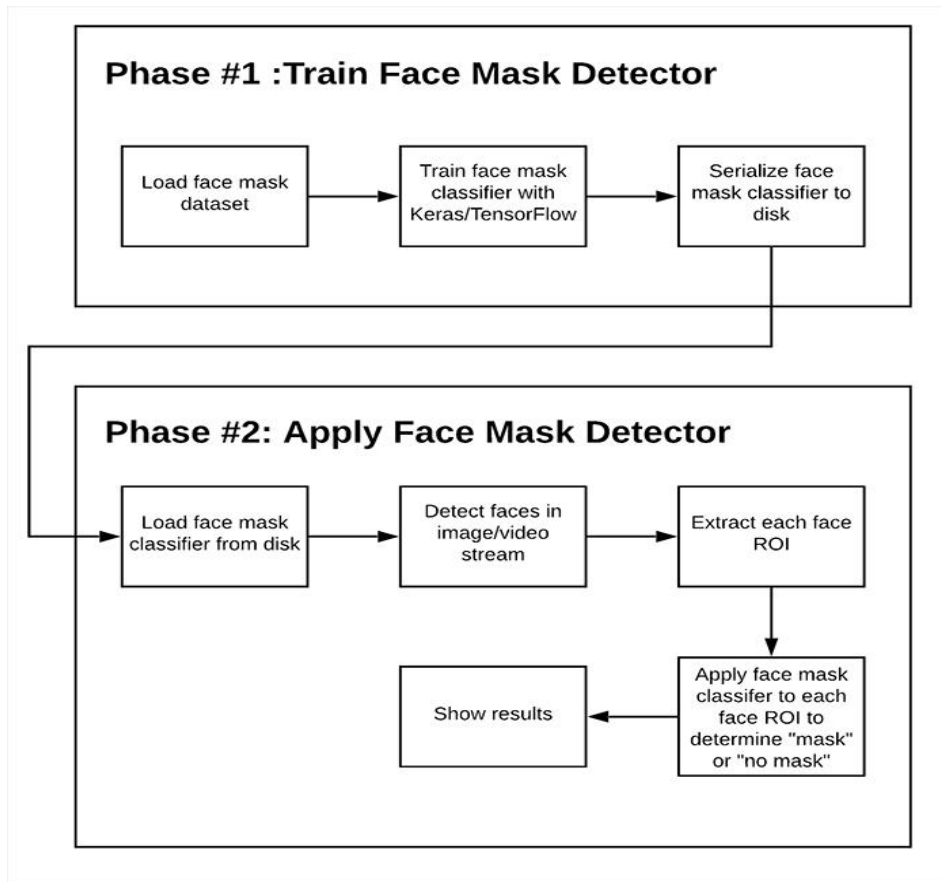 Phase #1 :Train Face Mask Detector
Load face mask
dataset
Train face mask
classifier with
Keras/TensorFlow
Serialize face
mask classifier to
disk
Phase #2: Apply Face Mask Detector
Load face mask
classifier from disk
Detect faces in
image/video
stream
Extract each face
ROI
Apply face mask
classifer to each
face ROI to
determine "mask"
or "no mask"
Show results